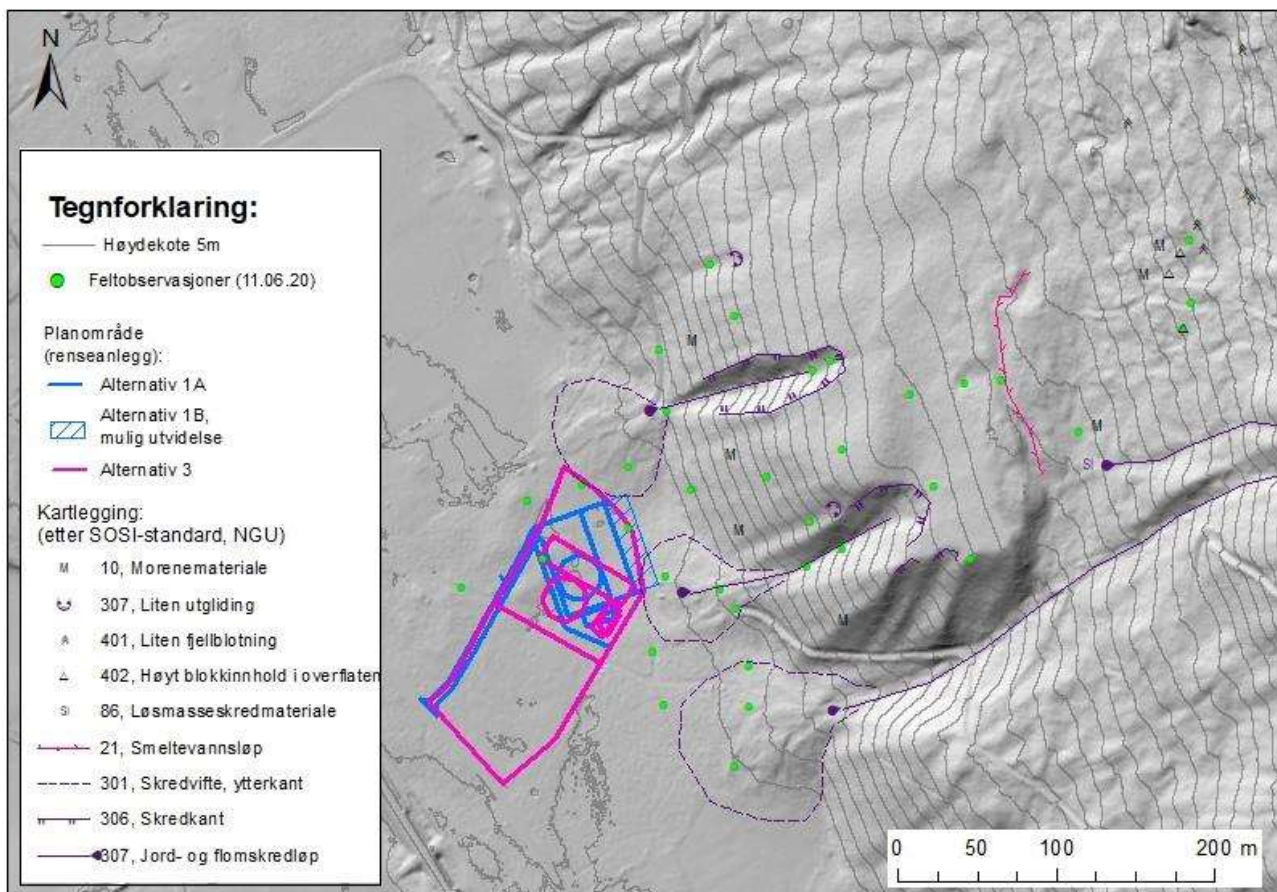 N
Tegnforklaring:
Høydekote 5m
Feltobservasjoner (11.06.20)
Planområde
(renseanlegg):
Alternativ 1A
Alternativ 1B,
mulig utvidelse
Alternativ 3
Kartlegging:
(etter SOSI-standard, NGU)
M 10, Morenemateriale
307, Liten utgliding
401, Liten fjellblotning
402, Høyt blokkinnhold i overflaten
SI 86, Løsmasseskredmateriale
21, Smeltevannsløp
301, Skredvifte, ytterkant
306, Skredkant
307, Jord- og flomskredløp
M
M
M
M
SI
M
M
M
0 50 100 200 m